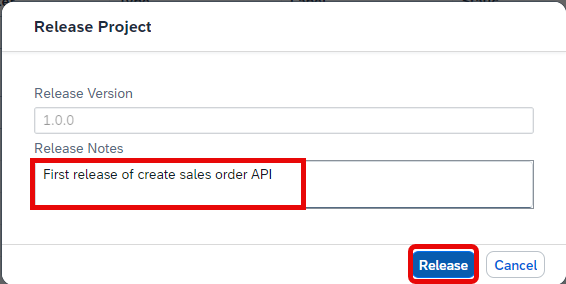 Release Project
Release Version
1.0.0
Release Notes
First release of create sales order API
Release Cancel